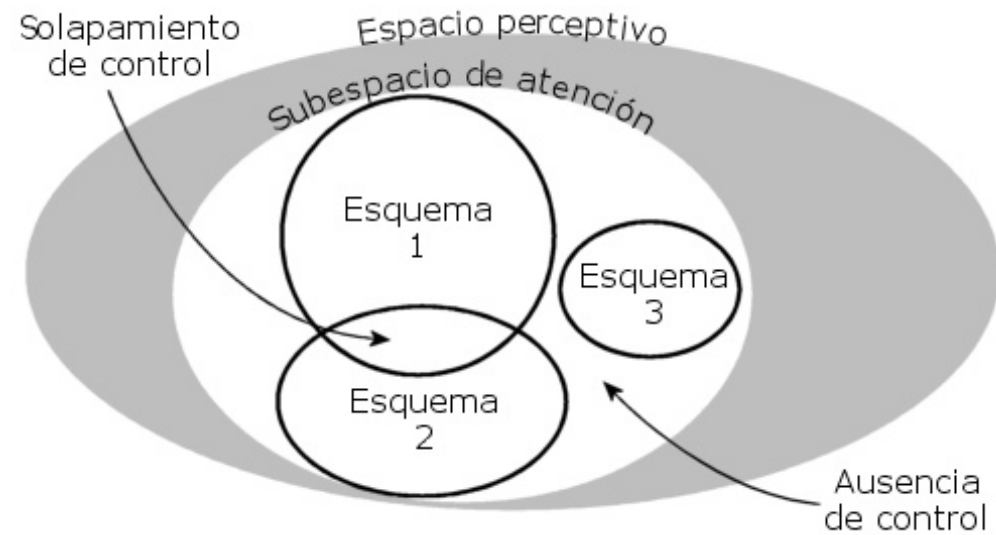 Solapamiento
de control
Espacio perceptivo
Subespacio de atención
Esquema
1
Esquema
3
Esquema
2
Ausencia
de control